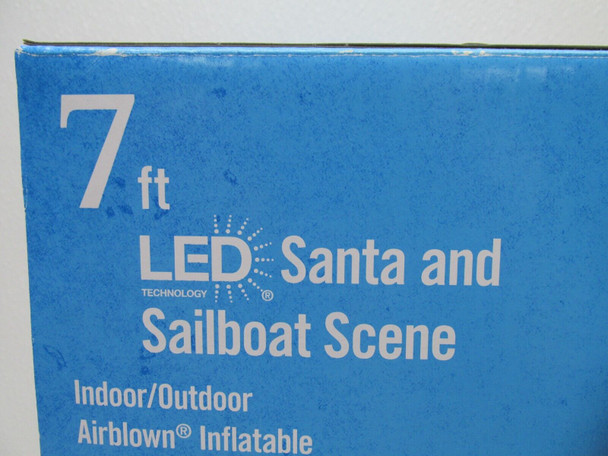 7 ft
LED Santa and
TECHNOLOGY ®
Sailboat Scene
Indoor/Outdoor
Airblown® Inflatable